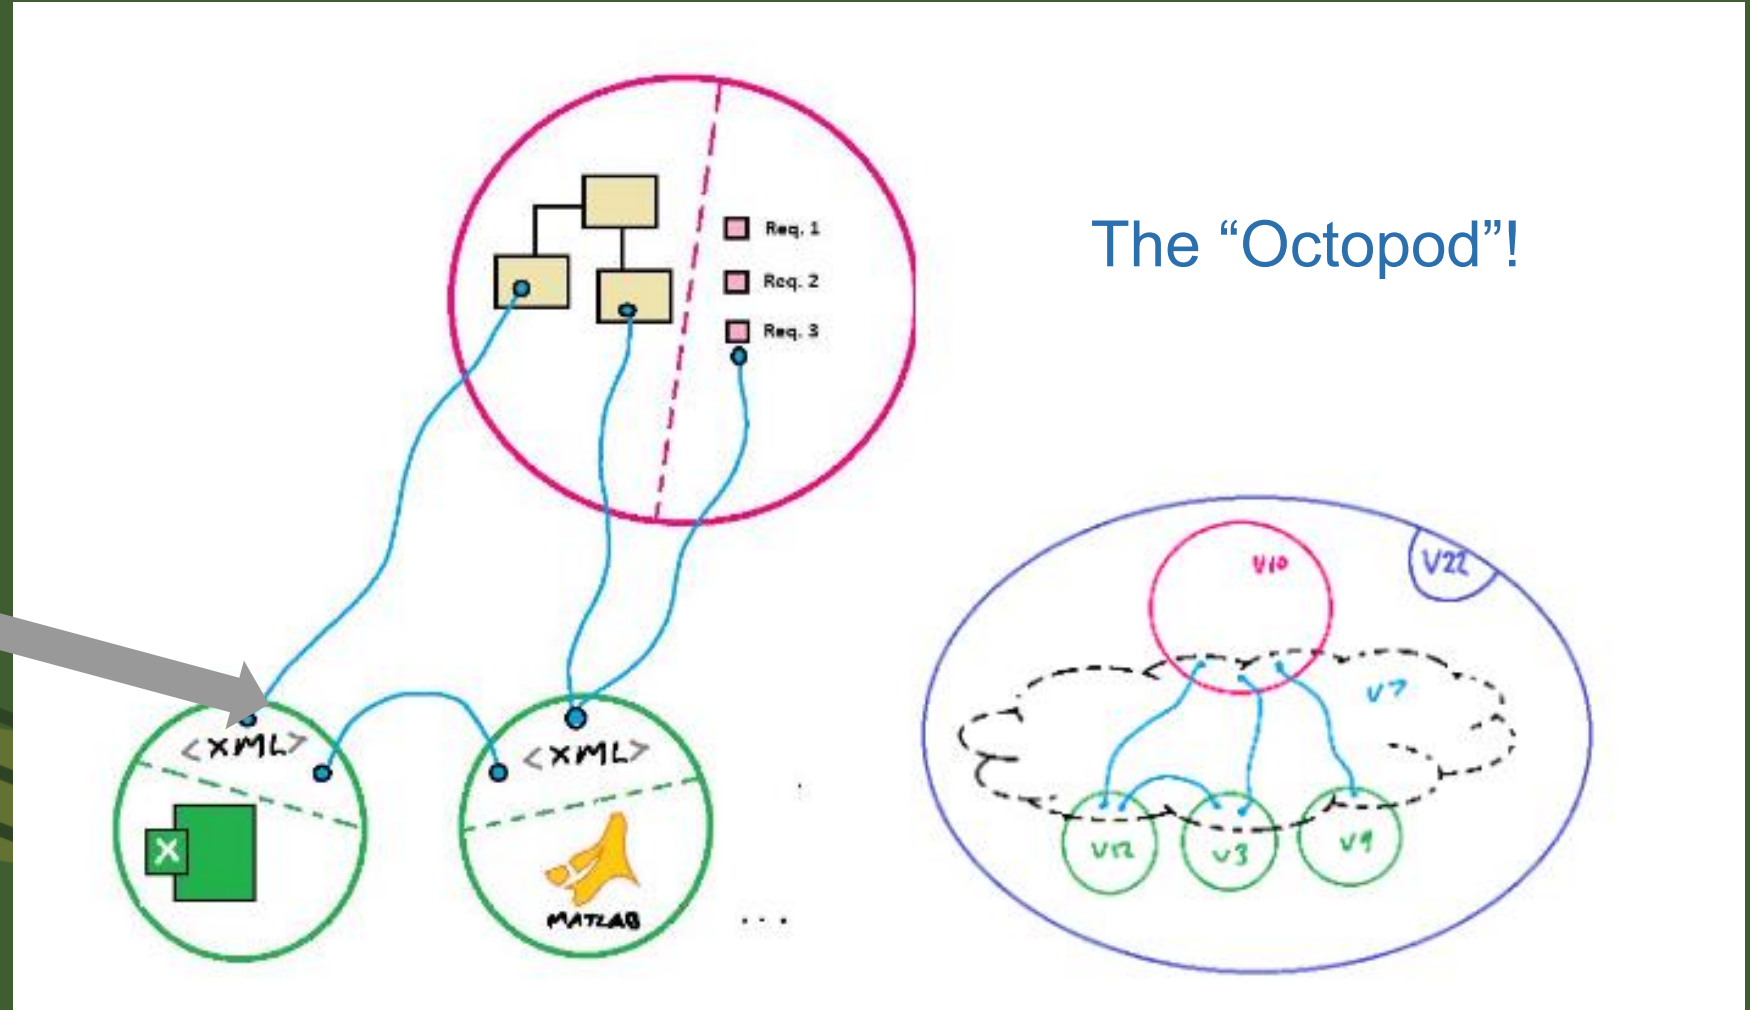 The “Octopod”!
Req. 1
Req. 2
Req. 3
V10
V22
V7
<XML>
<XML>
X
MATLAB
...
V12
V3
V9